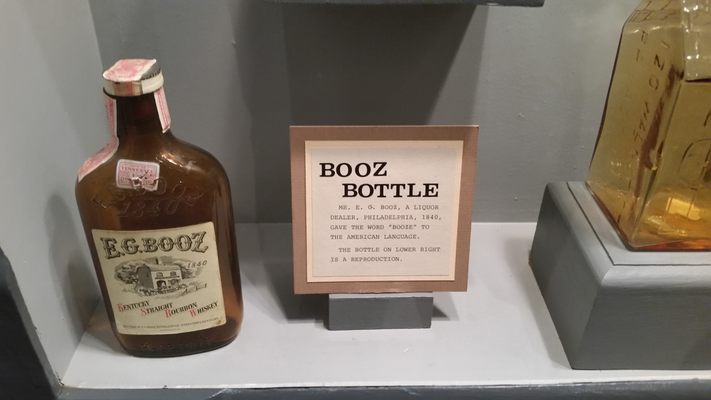 E.G. BOOZ
1840
KENTUCKY
STRAIGHT
BOURBON WHISKEY
BOOZ
BOTTLE
MR. E. G. BOOZ, A LIQUOR
DEALER, PHILADELPHIA, 1840,
GAVE THE WORD "BOOZE" TO
THE AMERICAN LANGUAGE.
THE BOTTLE ON LOWER RIGHT
IS A REPRODUCTION.